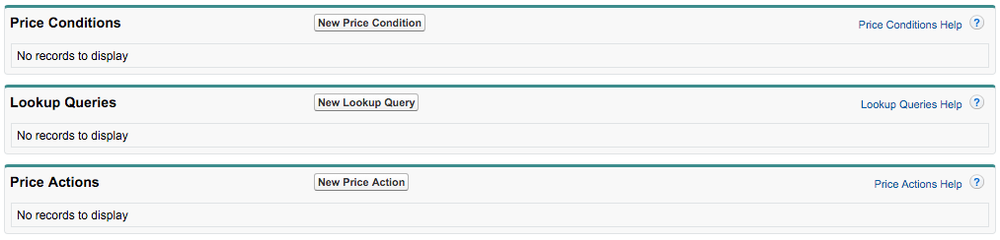 Price Conditions New Price Condition Price Conditions Help ?
No records to display
Lookup Queries New Lookup Query Lookup Queries Help ?
No records to display
Price Actions New Price Action Price Actions Help ?
No records to display